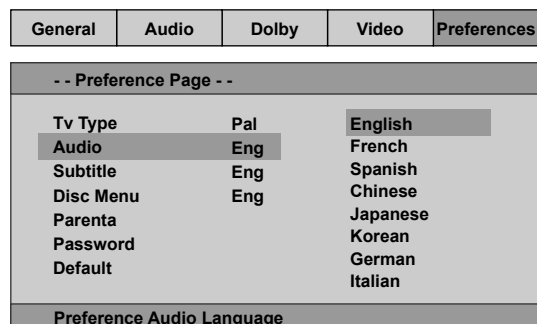 General Audio Dolby Video Preferences
- - Preference Page - -
Tv Type Pal English
Audio Eng French
Subtitle Eng Spanish
Disc Menu Eng Chinese
Parenta Japanese
Password Korean
Default German
Italian
Preference Audio Language